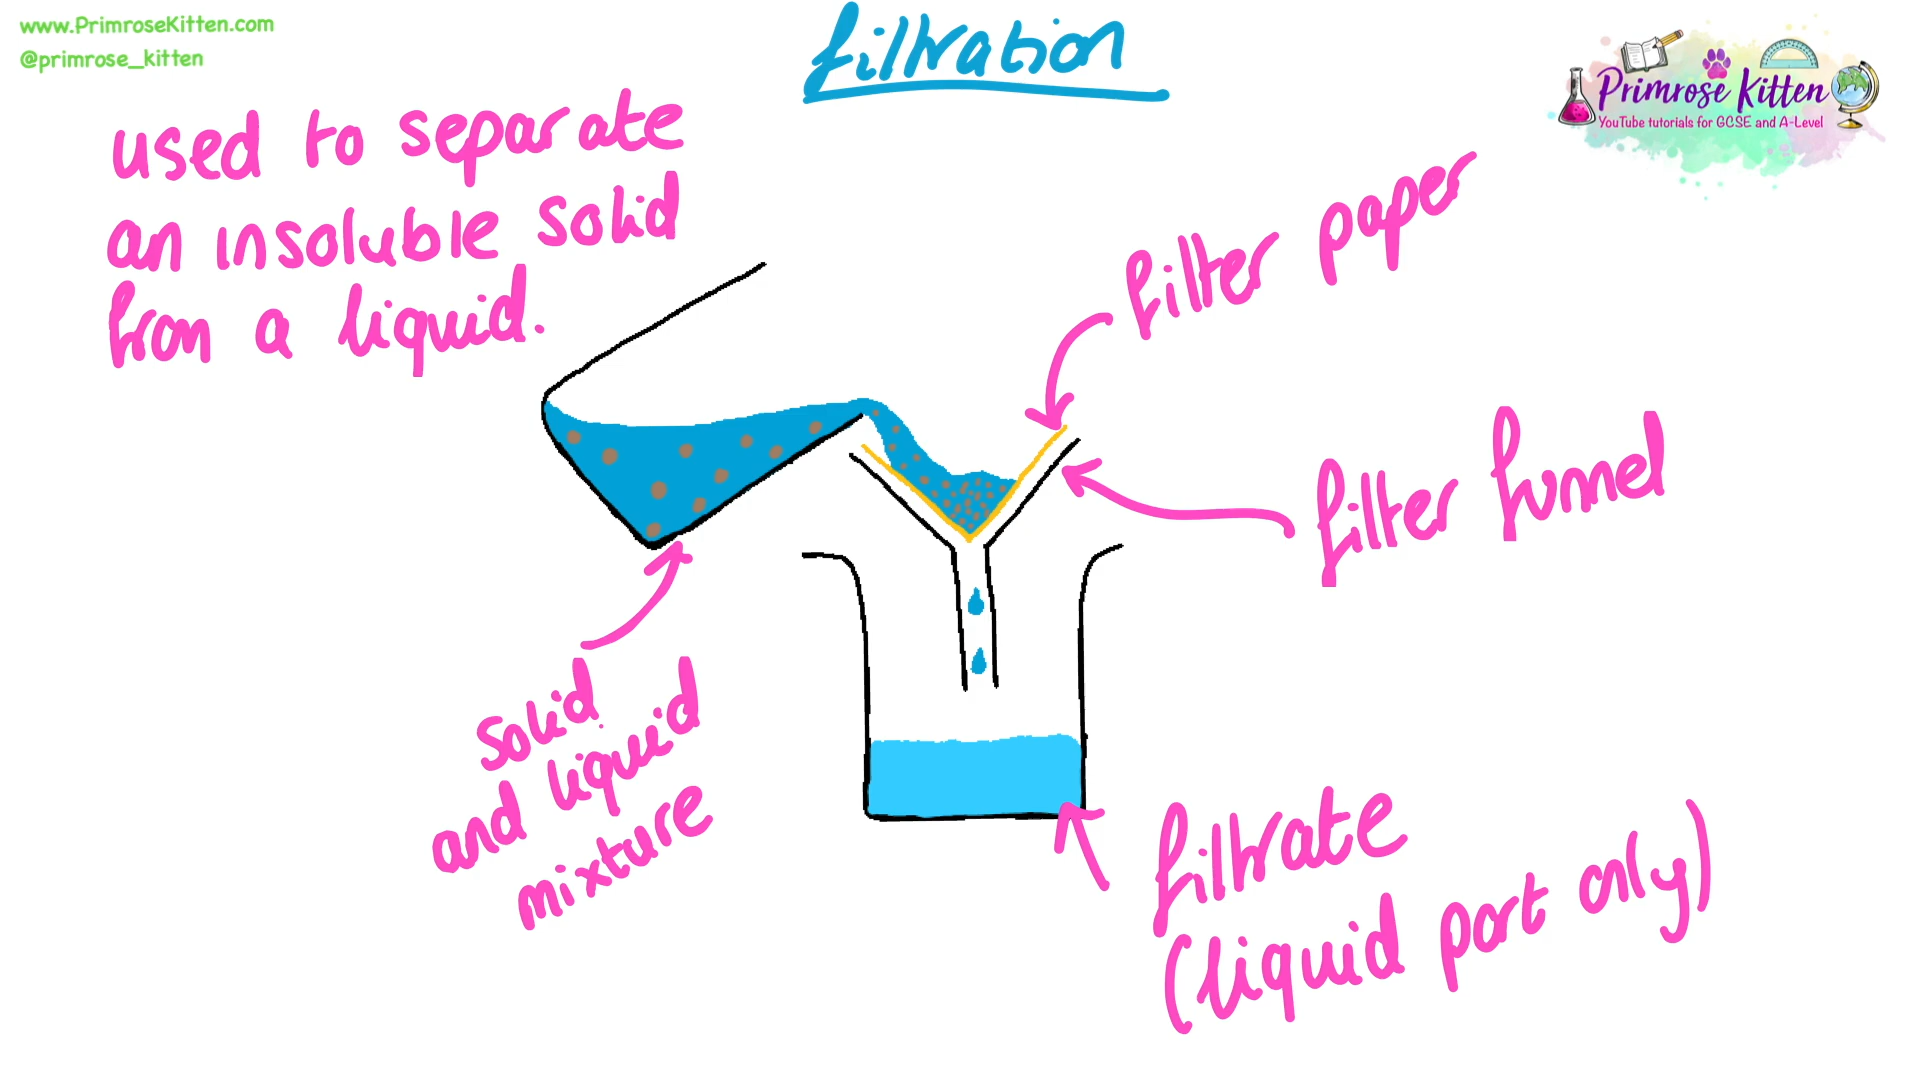 www.PrimroseKitten.com
@primrose_kitten
filtration
Primrose Kitten
YouTube tutorials for GCSE and A-Level
used to separate
an insoluble solid
from a liquid.
filter paper
filter funnel
solid
and liquid
mixture
filtrate
(liquid part only)